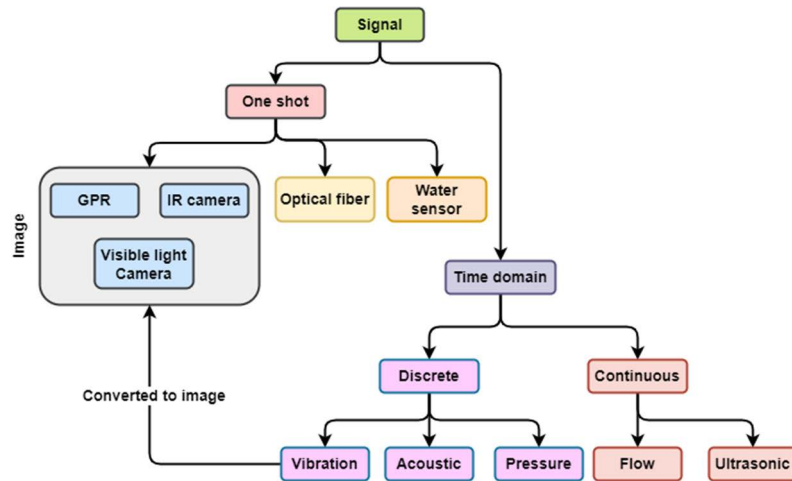 Signal
One shot
GPR
IR camera
Optical fiber
Water
sensor
Image
Visible light
Camera
Time domain
Discrete
Continuous
Converted to image
Vibration
Acoustic
Pressure
Flow
Ultrasonic